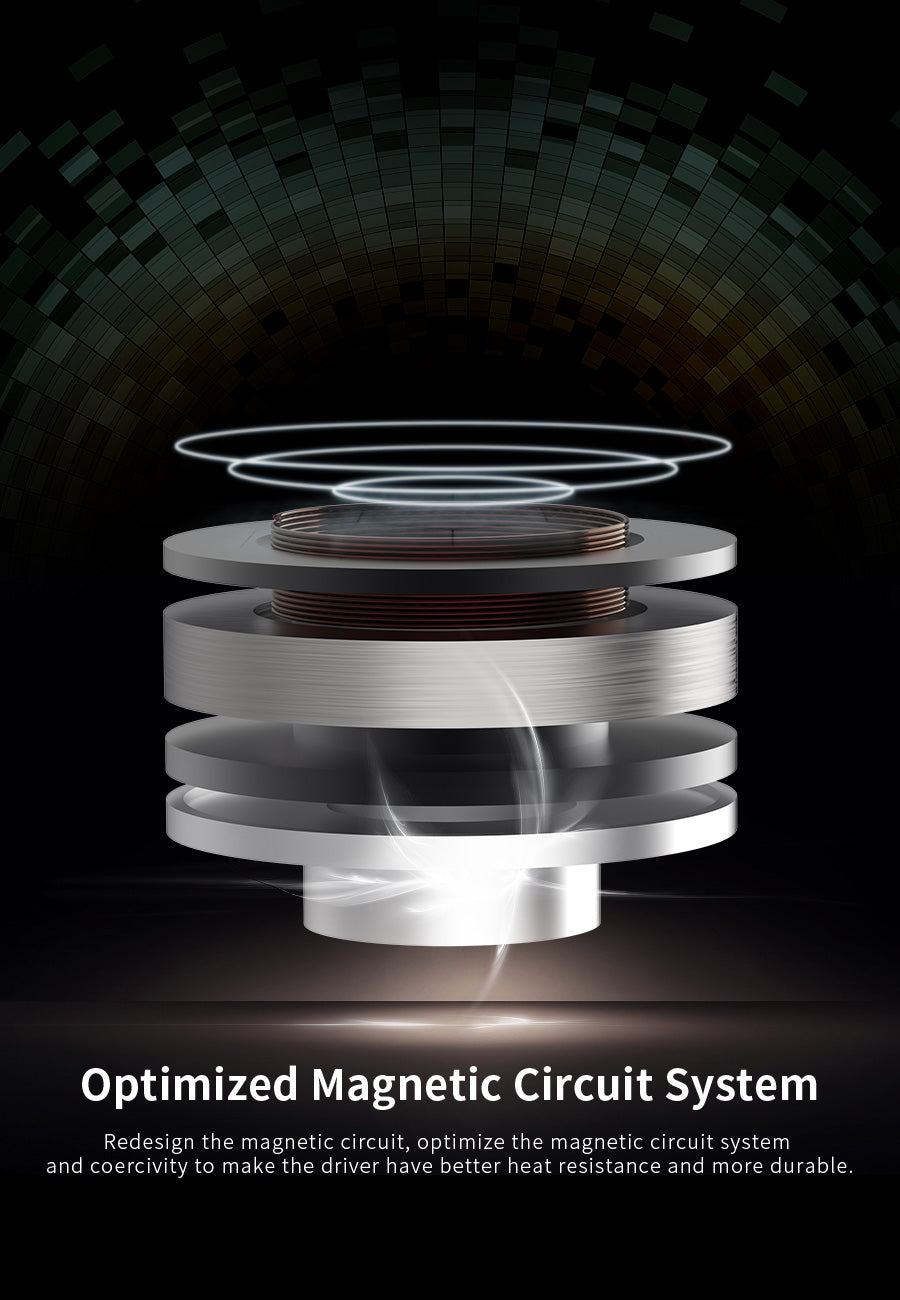 Optimized Magnetic Circuit System
Redesign the magnetic circuit, optimize the magnetic circuit system
and coercivity to make the driver have better heat resistance and more durable.